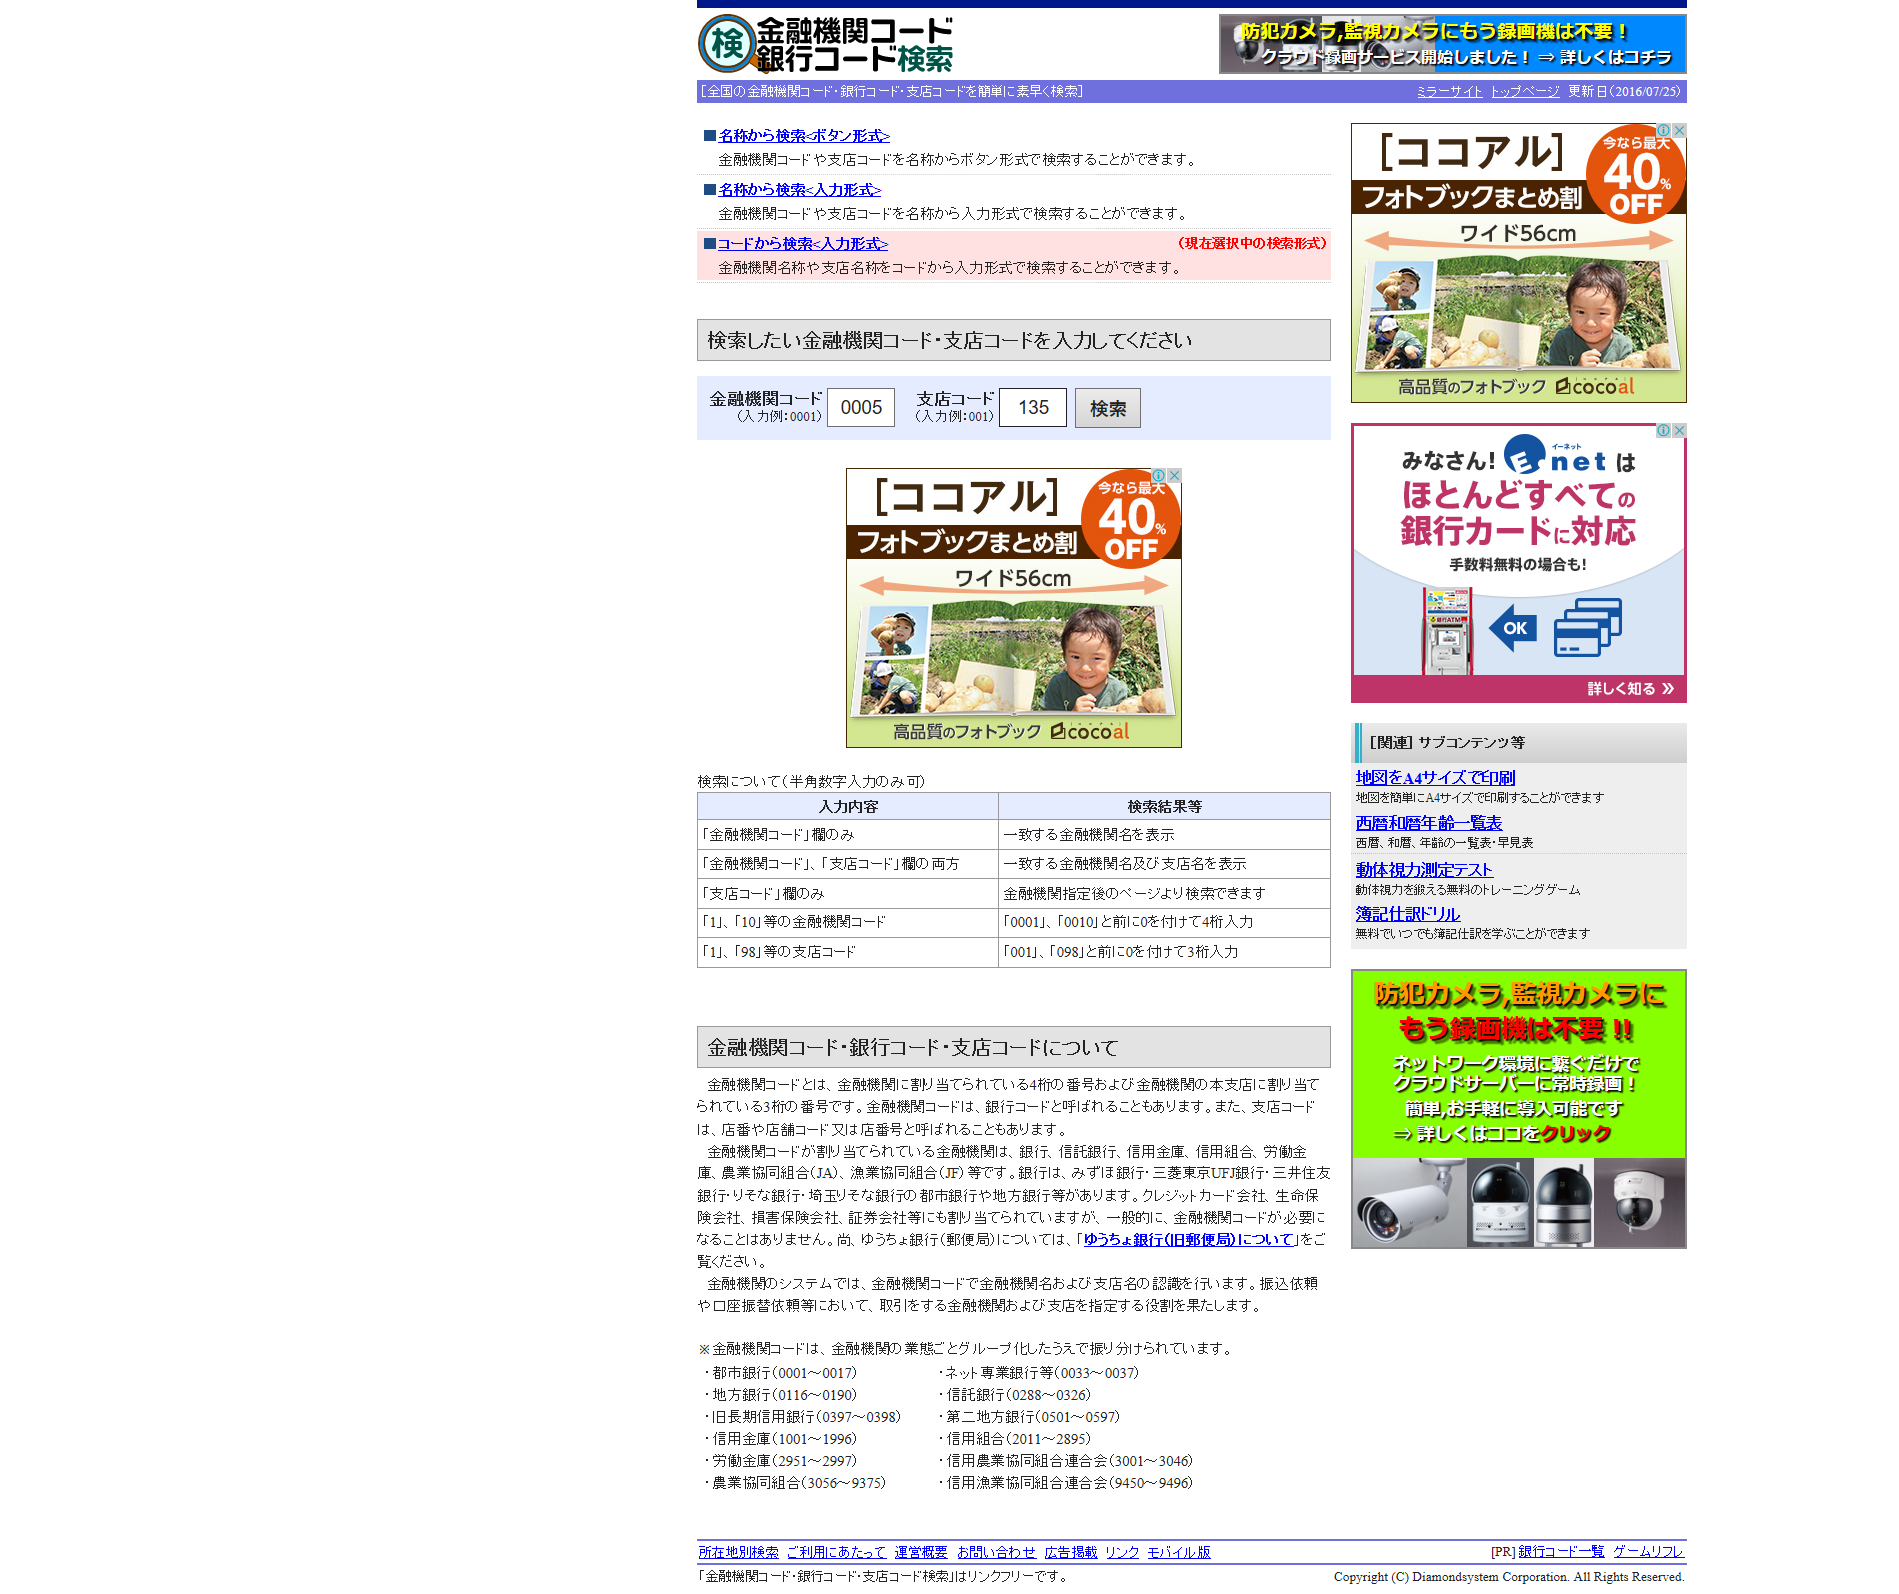 検 金融機関コード
銀行コード検索
防犯カメラ,監視カメラにもう録画機は不要！
クラウド録画サービス開始しました！ ⇒ 詳しくはコチラ
［全国の金融機関コード・銀行コード・支店コードを簡単に素早く検索］
ミラーサイト トップページ 更新日（2016/07/25）
■名称から検索<ボタン形式>
金融機関コードや支店コードを名称からボタン形式で検索することができます。
■名称から検索<入力形式>
金融機関コードや支店コードを名称から入力形式で検索することができます。
■コードから検索<入力形式> （現在選択中の検索形式）
金融機関名称や支店名称をコードから入力形式で検索することができます。
検索したい金融機関コード・支店コードを入力してください
金融機関コード 0005 支店コード 135 検索
（入力例：0001） （入力例：001）
［ココアル］
今なら最大
40%
OFF
フォトブックまとめ割
ワイド56cm
高品質のフォトブック cocoal
検索について（半角数字入力のみ可）
入力内容 検索結果等
「金融機関コード」欄のみ 一致する金融機関名を表示
「金融機関コード」、「支店コード」欄の両方 一致する金融機関名及び支店名を表示
「支店コード」欄のみ 金融機関指定後のページより検索できます
「1」、「10」等の金融機関コード 「0001」、「0010」と前に0を付けて4桁入力
「1」、「98」等の支店コード 「001」、「098」と前に0を付けて3桁入力
金融機関コード・銀行コード・支店コードについて
金融機関コードとは、金融機関に割り当てられている4桁の番号および金融機関の本支店に割り当て
られている3桁の番号です。金融機関コードは、銀行コードと呼ばれることもあります。また、支店コード
は、店番や店舗コード又は店番号と呼ばれることもあります。
金融機関コードが割り当てられている金融機関は、銀行、信託銀行、信用金庫、信用組合、労働金
庫、農業協同組合（JA）、漁業協同組合（JF）等です。銀行は、みずほ銀行・三菱東京UFJ銀行・三井住友
銀行・りそな銀行・埼玉りそな銀行の都市銀行や地方銀行等があります。クレジットカード会社、生命保
険会社、損害保険会社、証券会社等にも割り当てられていますが、一般的に、金融機関コードが必要に
なることはありません。尚、ゆうちょ銀行（郵便局）については、「ゆうちょ銀行（旧郵便局）について」をご
覧ください。
金融機関のシステムでは、金融機関コードで金融機関名および支店名の認識を行います。振込依頼
や口座振替依頼等において、取引をする金融機関および支店を指定する役割を果たします。
※金融機関コードは、金融機関の業態ごとグループ化したうえで振り分けられています。
・都市銀行（0001～0017） ・ネット専業銀行等（0033～0037）
・地方銀行（0116～0190） ・信託銀行（0288～0326）
・旧長期信用銀行（0397～0398） ・第二地方銀行（0501～0597）
・信用金庫（1001～1996） ・信用組合（2011～2895）
・労働金庫（2951～2997） ・信用農業協同組合連合会（3001～3046）
・農業協同組合（3056～9375） ・信用漁業協同組合連合会（9450～9496）
［ココアル］
今なら最大
40%
OFF
フォトブックまとめ割
ワイド56cm
高品質のフォトブック cocoal
みなさん! イーネット E.net は
ほとんどすべての
銀行カードに対応
手数料無料の場合も!
銀行ATM
OK
詳しく知る
［関連］ サブコンテンツ等
地図をA4サイズで印刷
地図を簡単にA4サイズで印刷することができます
西暦和暦年齢一覧表
西暦、和暦、年齢の一覧表・早見表
動体視力測定テスト
動体視力を鍛える無料のトレーニングゲーム
簿記仕訳ドリル
無料でいつでも簿記仕訳を学ぶことができます
防犯カメラ,監視カメラに
もう録画機は不要 !!
ネットワーク環境に繋ぐだけで
クラウドサーバーに常時録画！
簡単,お手軽に導入可能です
⇒ 詳しくはココをクリック
所在地別検索 ご利用にあたって 運営概要 お問い合わせ 広告掲載 リンク モバイル版
[PR] 銀行コード一覧 ゲームリフレ
「金融機関コード・銀行コード・支店コード検索」はリンクフリーです。
Copyright (C) Diamondsystem Corporation. All Rights Reserved.